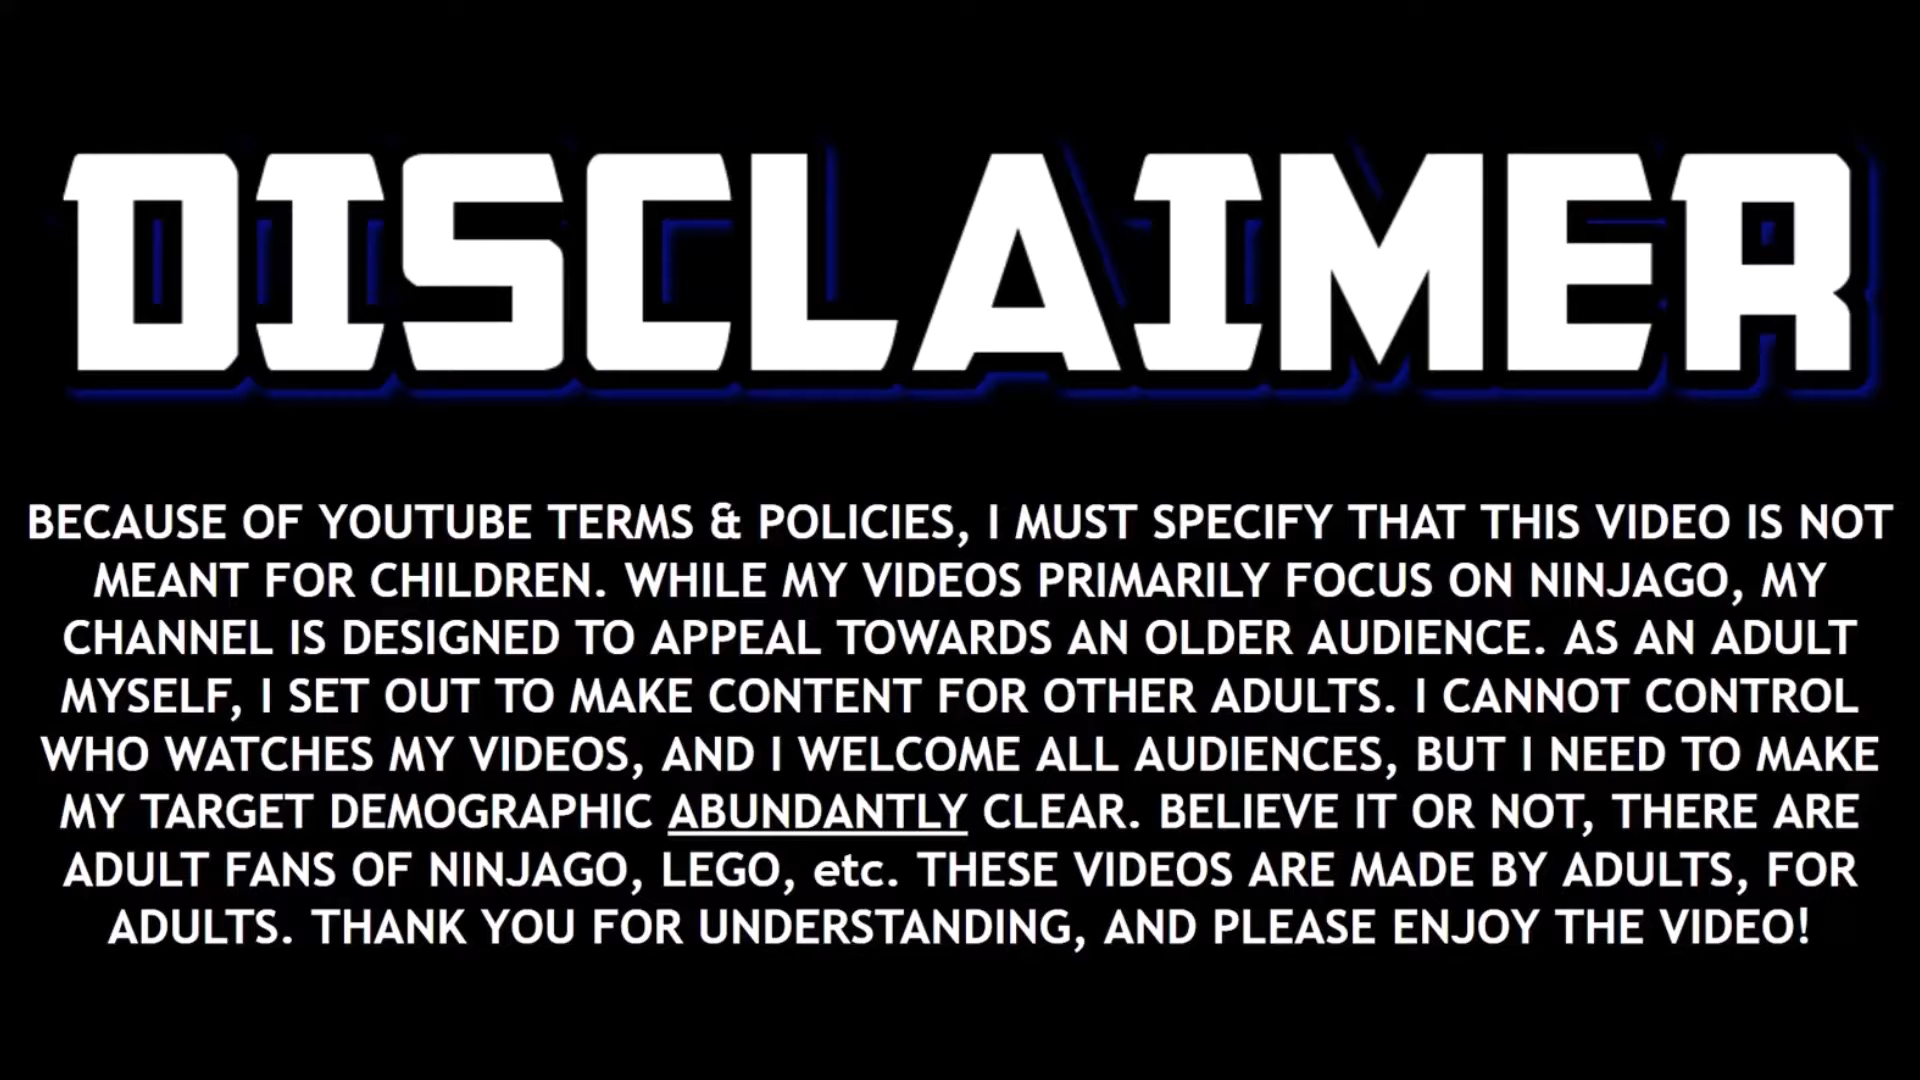 DISCLAIMER
BECAUSE OF YOUTUBE TERMS & POLICIES, I MUST SPECIFY THAT THIS VIDEO IS NOT
MEANT FOR CHILDREN. WHILE MY VIDEOS PRIMARILY FOCUS ON NINJAGO, MY
CHANNEL IS DESIGNED TO APPEAL TOWARDS AN OLDER AUDIENCE. AS AN ADULT
MYSELF, I SET OUT TO MAKE CONTENT FOR OTHER ADULTS. I CANNOT CONTROL
WHO WATCHES MY VIDEOS, AND I WELCOME ALL AUDIENCES, BUT I NEED TO MAKE
MY TARGET DEMOGRAPHIC ABUNDANTLY CLEAR. BELIEVE IT OR NOT, THERE ARE
ADULT FANS OF NINJAGO, LEGO, etc. THESE VIDEOS ARE MADE BY ADULTS, FOR
ADULTS. THANK YOU FOR UNDERSTANDING, AND PLEASE ENJOY THE VIDEO!